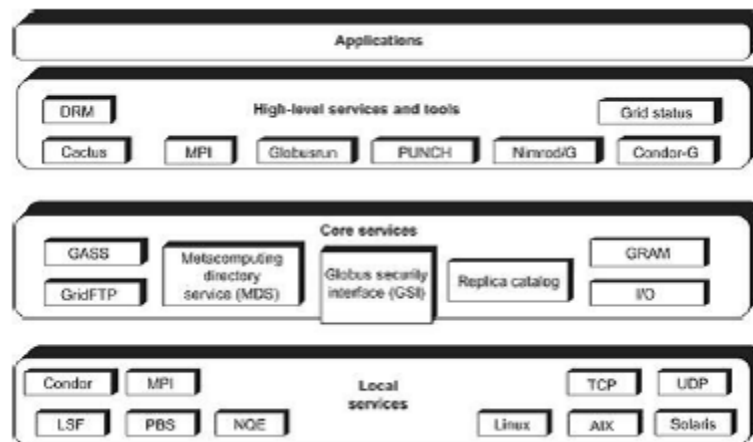 Applications
High-level services and tools
DRM
Grid status
Cactus
MPI
Globusrun
PUNCH
Nimrod/G
Condor-G
Core services
GASS
Metacomputing
directory
service (MDS)
Globus security
interface (GSI)
Replica catalog
GRAM
GridFTP
I/O
Local
services
Condor
MPI
TCP
UDP
LSF
PBS
NQE
Linux
AIX
Solaris